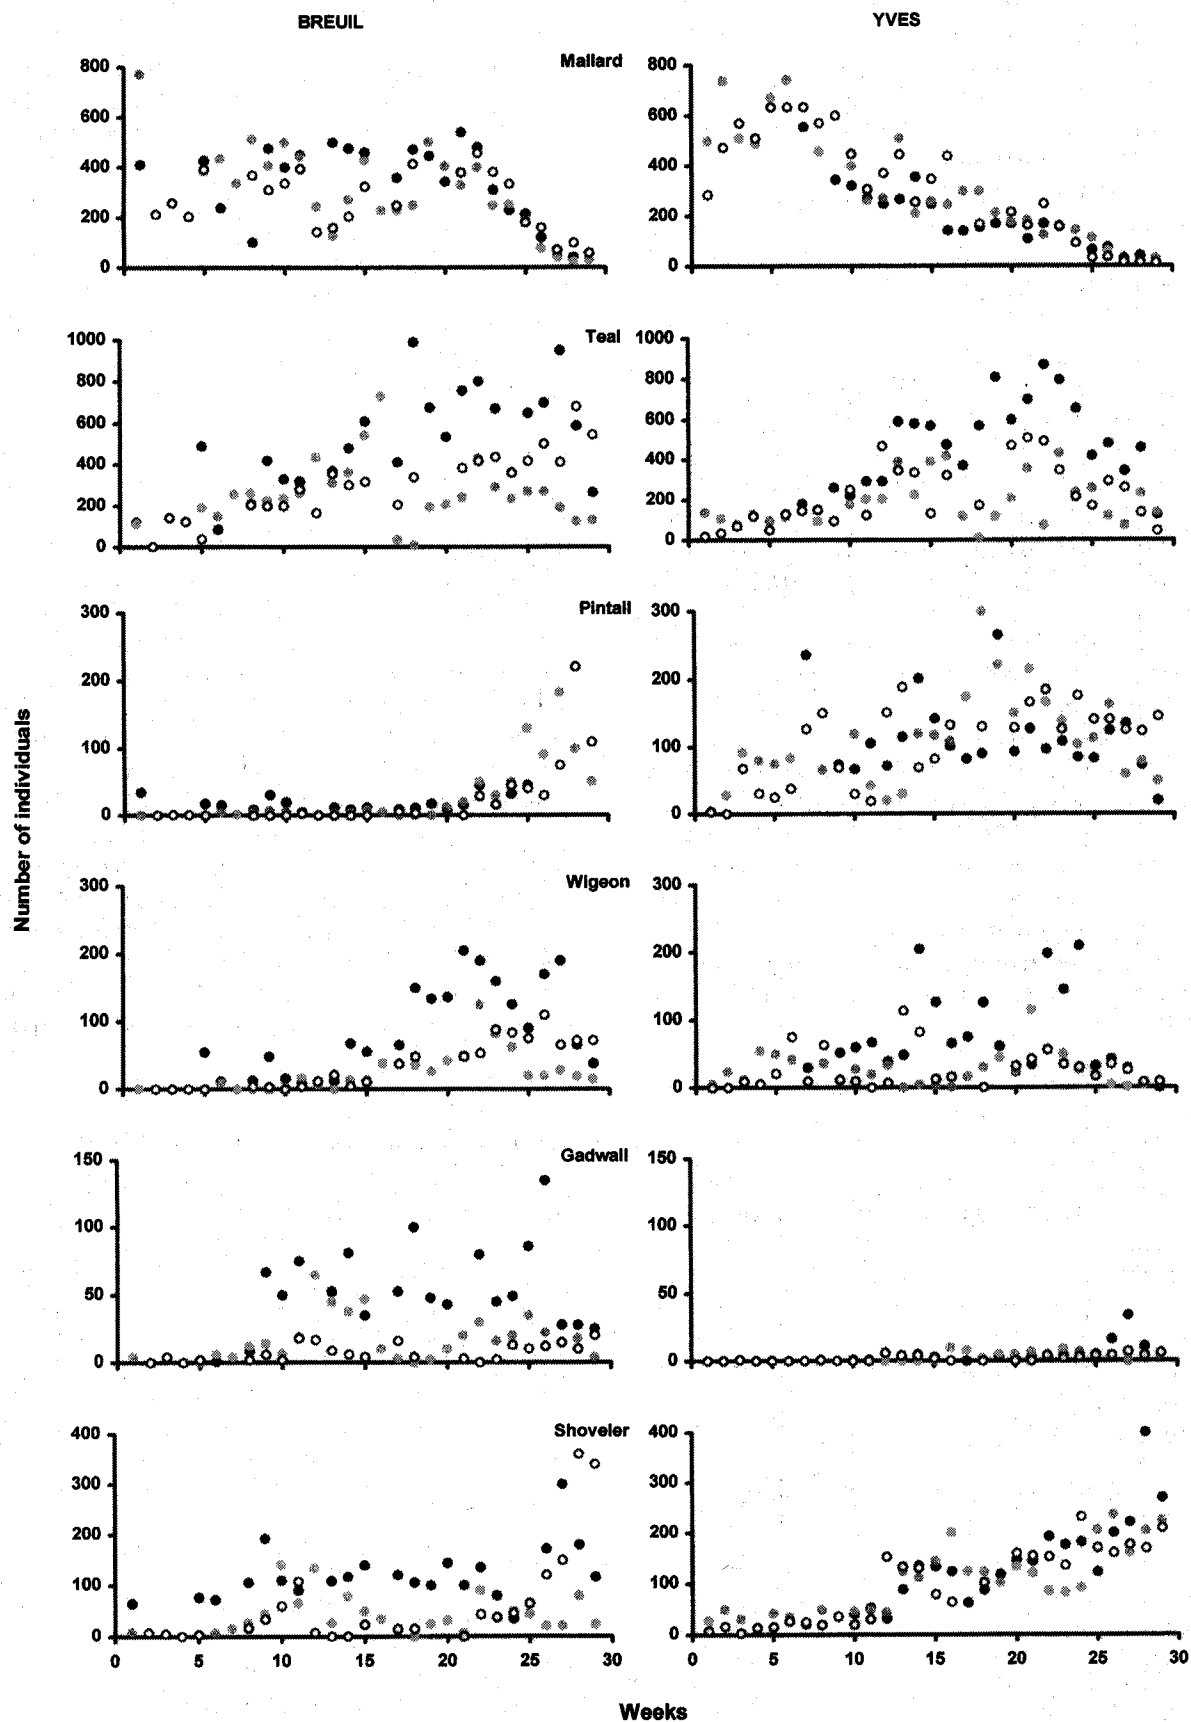 BREUIL YVES
Mallard
800 800
600 600
400 400
200 200
0 0
Teal
1000 1000
800 800
600 600
400 400
200 200
0 0
Pintail
300 300
200 200
100 100
0 0
Wigeon
300 300
200 200
100 100
0 0
Gadwall
150 150
100 100
50 50
0 0
Shoveler
400 400
300 300
200 200
100 100
0 0
0 5 10 15 20 25 30 0 5 10 15 20 25 30
Number of individuals
Weeks